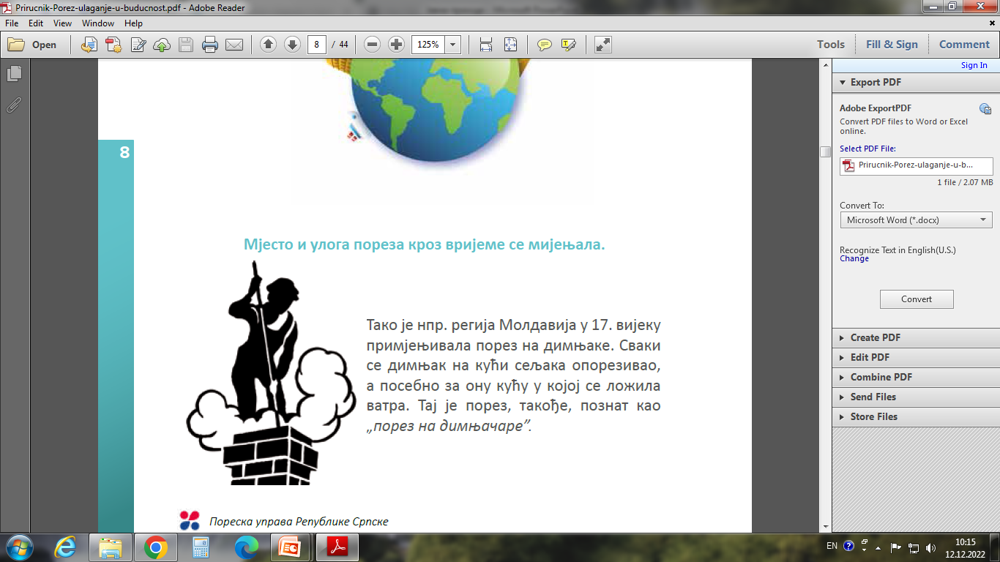 Prirucnik-Porez-ulaganje-u-buducnost.pdf - Adobe Reader
File Edit View Window Help
Open 8 / 44 125% Tools Fill & Sign Comment
Sign In
Export PDF
Adobe ExportPDF
Convert PDF files to Word or Excel
online.
Select PDF File:
Prirucnik-Porez-ulaganje-u-b...
1 file / 2.07 MB
Convert To:
Microsoft Word (*.docx)
Recognize Text in English(U.S.)
Change
Convert
Create PDF
Edit PDF
Combine PDF
Send Files
Store Files
8
Мјесто и улога пореза кроз вријеме се мијењала.
Тако је нпр. регија Молдавија у 17. вијеку
примјењивала порез на димњаке. Сваки
се димњак на кући сељака опорезивао,
а посебно за ону кућу у којој се ложила
ватра. Тај је порез, такође, познат као
„порез на димњачаре”.
Пореска управа Републике Српске
EN 10:15
12.12.2022